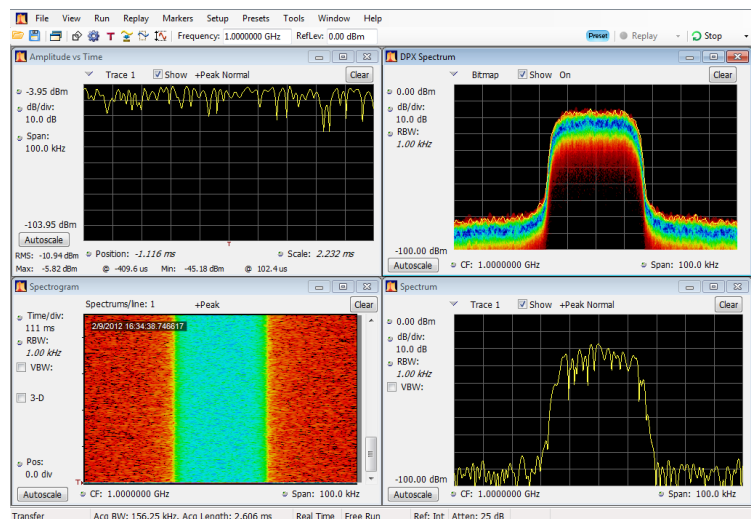 File View Run Replay Markers Setup Presets Tools Window Help
T Frequency: 1.0000000 GHz RefLev: 0.00 dBm Preset Replay Stop
Amplitude vs Time
Trace 1 Show +Peak Normal Clear
-3.95 dBm
dB/div:
10.0 dB
Span:
100.0 kHz
-103.95 dBm
Autoscale
T
Position: -1.116 ms Scale: 2.232 ms
RMS: -10.94 dBm
Max: -5.82 dBm @ -409.6 us Min: -45.18 dBm @ 102.4 us
DPX Spectrum
Bitmap Show On Clear
0.00 dBm
dB/div:
10.0 dB
RBW:
1.00 kHz
-100.00 dBm
Autoscale CF: 1.0000000 GHz Span: 100.0 kHz
Spectrogram
Spectrums/line: 1 +Peak Clear
Time/div:
111 ms
RBW:
1.00 kHz
VBW:
3-D
2/9/2012 16:34:38.746617
Pos:
0.0 div
T
Autoscale CF: 1.0000000 GHz Span: 100.0 kHz
Spectrum
Trace 1 Show +Peak Normal Clear
0.00 dBm
dB/div:
10.0 dB
RBW:
1.00 kHz
VBW:
-100.00 dBm
Autoscale CF: 1.0000000 GHz Span: 100.0 kHz
Transfer Acq BW: 156.25 kHz, Acq Length: 2.606 ms Real Time Free Run Ref: Int Atten: 25 dB